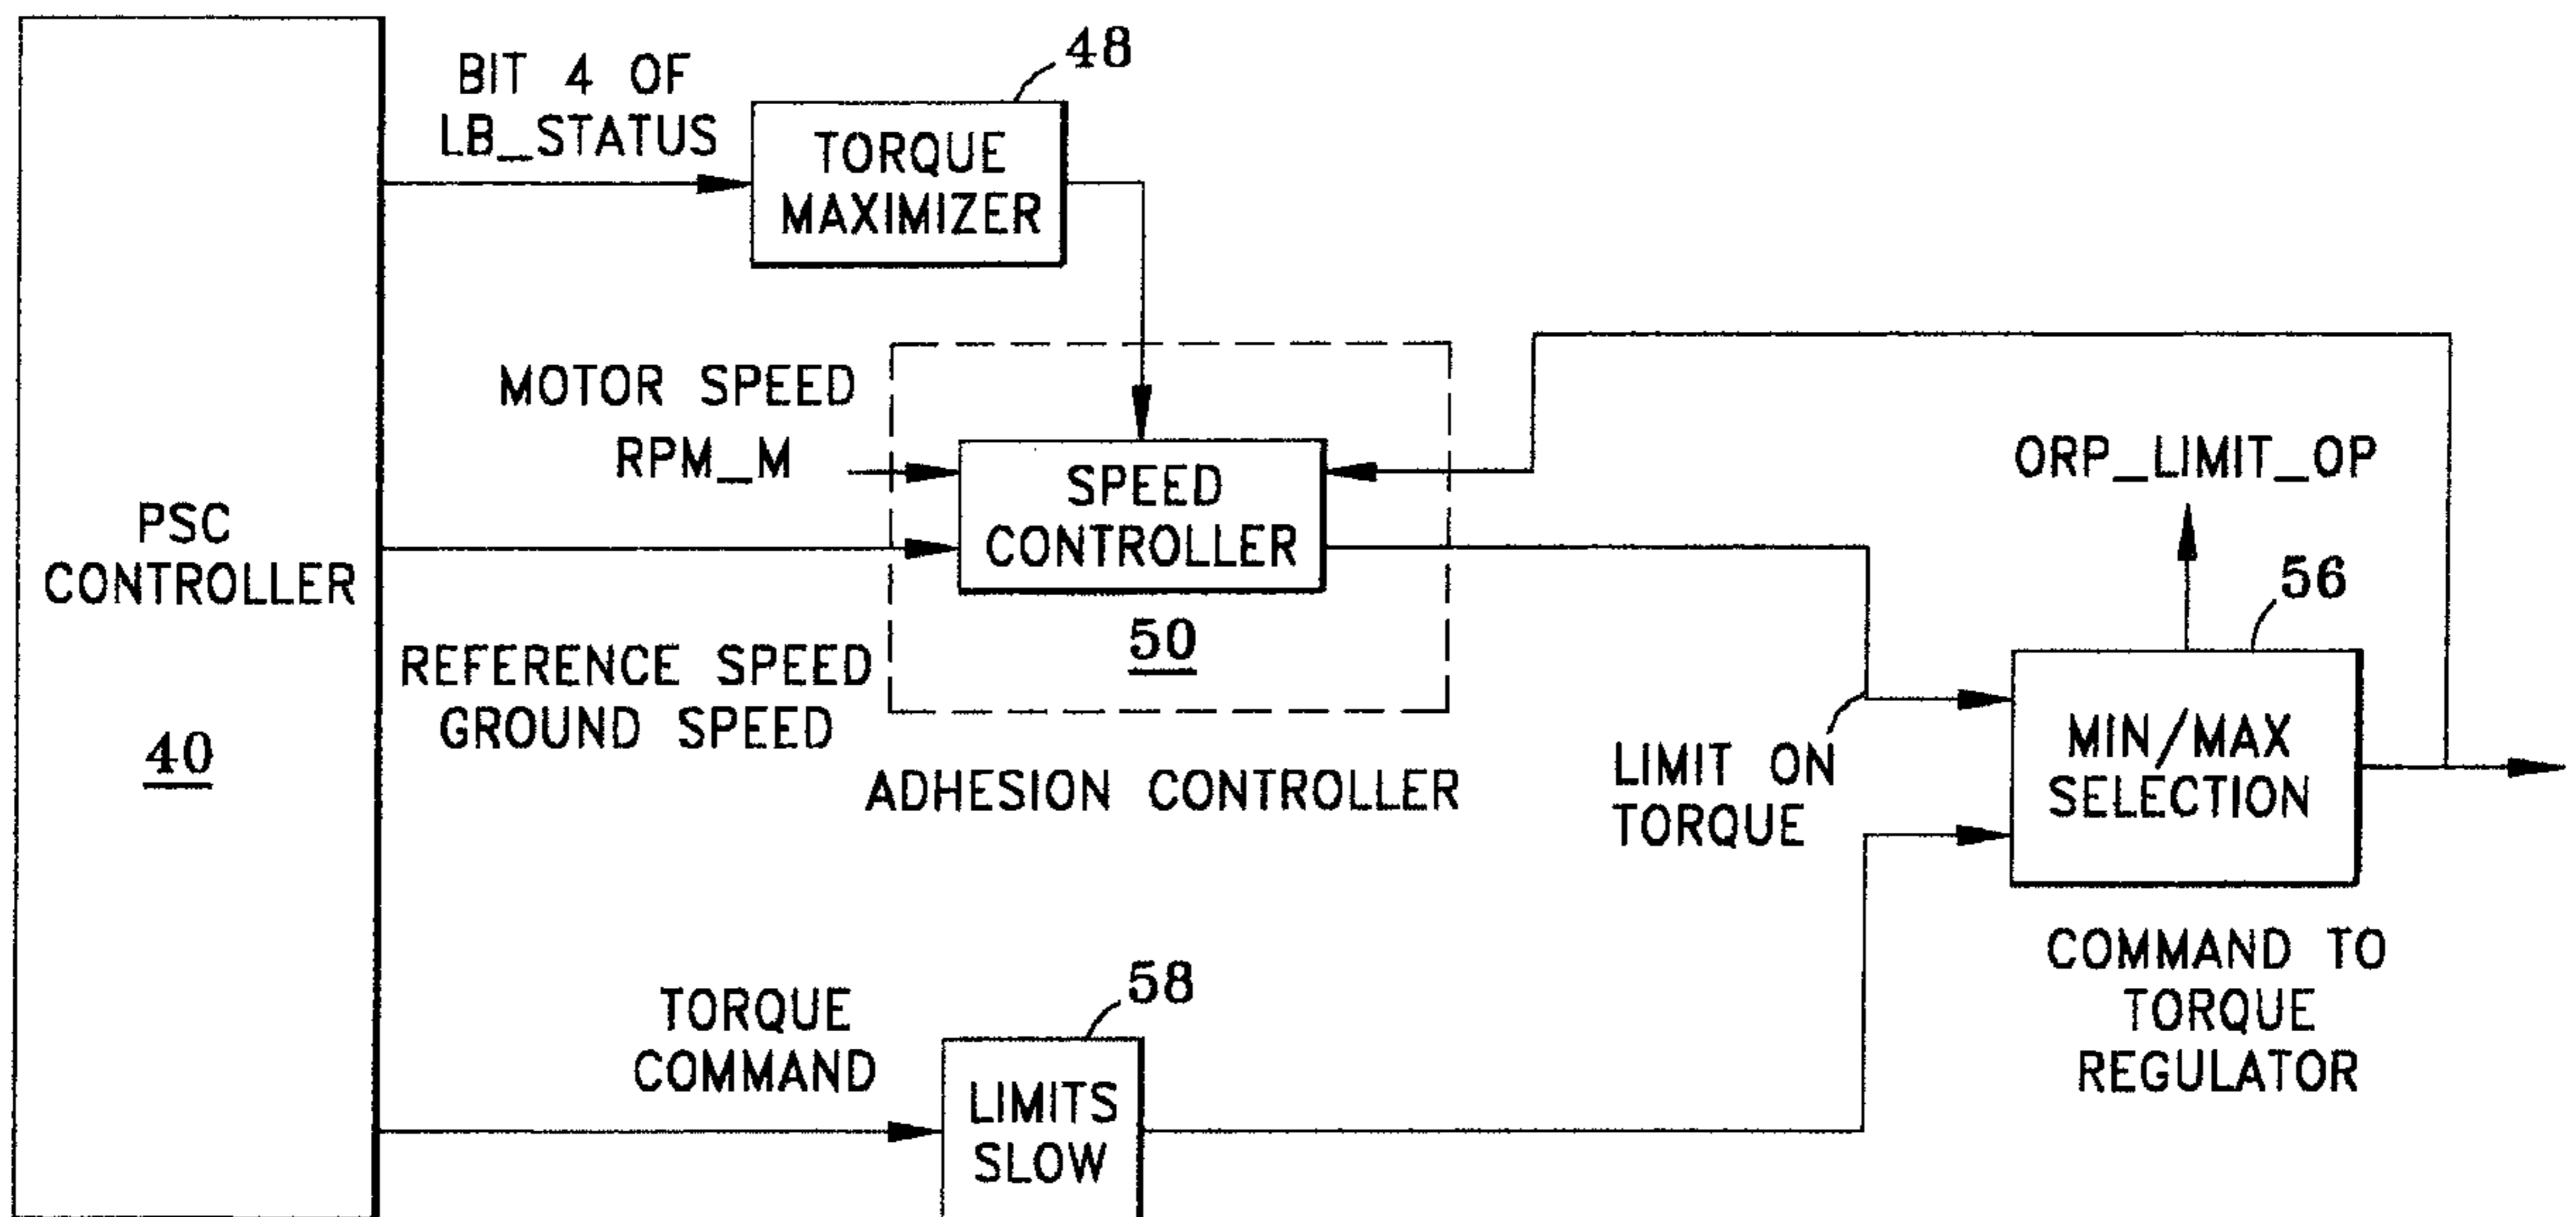 BIT 4 OF
LB_STATUS
48
TORQUE
MAXIMIZER
MOTOR SPEED
RPM_M
SPEED
CONTROLLER
50
ORP_LIMIT_OP
56
PSC
CONTROLLER
40
REFERENCE SPEED
GROUND SPEED
ADHESION CONTROLLER
LIMIT ON
TORQUE
MIN/MAX
SELECTION
COMMAND TO
TORQUE
REGULATOR
TORQUE
COMMAND
58
LIMITS
SLOW